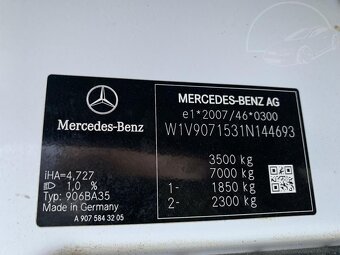 Mercedes-Benz
iHA=4,727
1,0 %
Typ: 906BA35
Made in Germany
A 907 584 32 05
MERCEDES-BENZ AG
e1*2007/46*0300
W1V9071531N144693
3500 kg
7000 kg
1- 1850 kg
2- 2300 kg